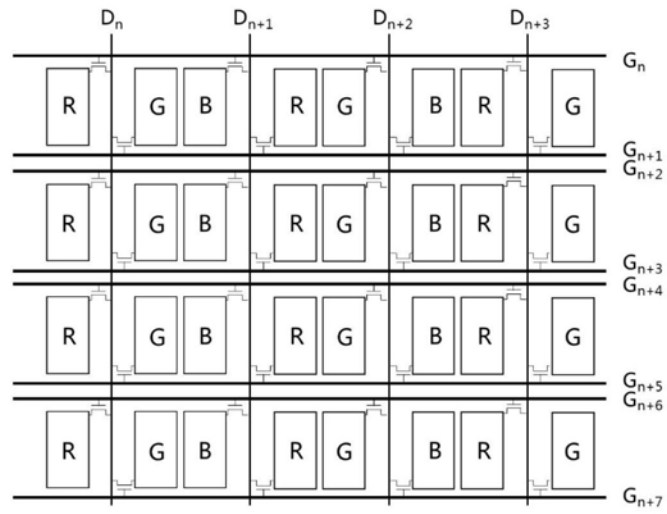 Dn Dn+1 Dn+2 Dn+3
Gn
R G B R G B R G
Gn+1
Gn+2
R G B R G B R G
Gn+3
Gn+4
R G B R G B R G
Gn+5
Gn+6
R G B R G B R G
Gn+7